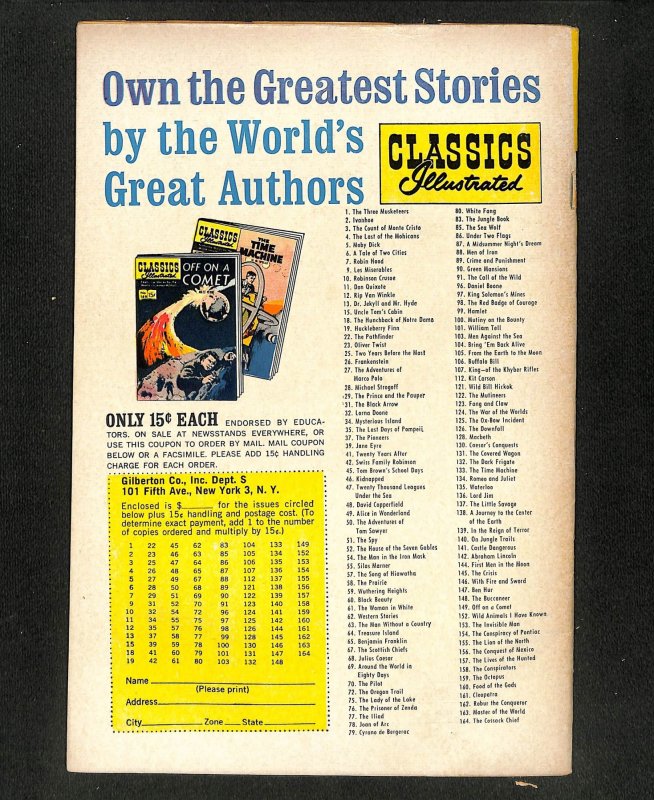 Own the Greatest Stories
by the World's
Great Authors
CLASSICS
Illustrated
CLASSICS
Illustrated
THE
TIME
MACHINE
CLASSICS
Illustrated
15¢
OFF ON A
COMET
ONLY 15¢ EACH ENDORSED BY EDUCA-
TORS. ON SALE AT NEWSSTANDS EVERYWHERE, OR
USE THIS COUPON TO ORDER BY MAIL. MAIL COUPON
BELOW OR A FACSIMILE. PLEASE ADD 15¢ HANDLING
CHARGE FOR EACH ORDER.
Gilberton Co., Inc. Dept. S
101 Fifth Ave., New York 3, N. Y.
Enclosed is $ for the issues circled
below plus 15¢ handling and postage cost. (To
determine exact payment, add 1 to the number
of copies ordered and multiply by 15¢.)
1 22 45 62 83 104 133 149
2 23 46 63 85 105 134 152
3 25 47 64 86 106 135 153
4 26 48 65 87 107 136 154
5 27 49 67 88 112 137 155
6 28 50 68 89 121 138 156
7 29 51 69 90 122 139 157
9 31 52 70 91 123 140 158
10 32 54 72 96 124 141 159
11 34 55 75 97 125 142 160
12 35 57 76 98 126 144 161
13 37 58 77 99 128 145 162
15 39 59 78 100 130 146 163
18 41 60 79 101 131 147 164
19 42 61 80 103 132 148
Name
(Please print)
Address
City Zone State
1. The Three Musketeers
2. Ivanhoe
3. The Count of Monte Cristo
4. The Last of the Mohicans
5. Moby Dick
6. A Tale of Two Cities
7. Robin Hood
9. Les Miserables
10. Robinson Crusoe
11. Don Quixote
12. Rip Van Winkle
13. Dr. Jekyll and Mr. Hyde
15. Uncle Tom's Cabin
18. The Hunchback of Notre Dame
19. Huckleberry Finn
22. The Pathfinder
23. Oliver Twist
25. Two Years Before the Mast
26. Frankenstein
27. The Adventures of
Marco Polo
28. Michael Strogoff
29. The Prince and the Pauper
31. The Black Arrow
32. Lorna Doone
34. Mysterious Island
35. The Last Days of Pompeii
37. The Pioneers
39. Jane Eyre
41. Twenty Years After
42. Swiss Family Robinson
45. Tom Brown's School Days
46. Kidnapped
47. Twenty Thousand Leagues
Under the Sea
48. David Copperfield
49. Alice in Wonderland
50. The Adventures of
Tom Sawyer
51. The Spy
52. The House of the Seven Gables
54. The Man in the Iron Mask
55. Silas Marner
57. The Song of Hiawatha
58. The Prairie
59. Wuthering Heights
60. Black Beauty
61. The Woman in White
62. Western Stories
63. The Man Without a Country
64. Treasure Island
65. Benjamin Franklin
67. The Scottish Chiefs
68. Julius Caesar
69. Around the World in
Eighty Days
70. The Pilot
72. The Oregon Trail
75. The Lady of the Lake
76. The Prisoner of Zenda
77. The Iliad
78. Joan of Arc
79. Cyrano de Bergerac
80. White Fang
83. The Jungle Book
85. The Sea Wolf
86. Under Two Flags
87. A Midsummer Night's Dream
88. Men of Iron
89. Crime and Punishment
90. Green Mansions
91. The Call of the Wild
96. Daniel Boone
97. King Solomon's Mines
98. The Red Badge of Courage
99. Hamlet
100. Mutiny on the Bounty
101. William Tell
103. Men Against the Sea
104. Bring 'Em Back Alive
105. From the Earth to the Moon
106. Buffalo Bill
107. King—of the Khyber Rifles
112. Kit Carson
121. Wild Bill Hickok
122. The Mutineers
123. Fang and Claw
124. The War of the Worlds
125. The Ox-Bow Incident
126. The Downfall
128. Macbeth
130. Caesar's Conquests
131. The Covered Wagon
132. The Dark Frigate
133. The Time Machine
134. Romeo and Juliet
135. Waterloo
136. Lord Jim
137. The Little Savage
138. A Journey to the Center
of the Earth
139. In the Reign of Terror
140. On Jungle Trails
141. Castle Dangerous
142. Abraham Lincoln
144. First Men in the Moon
145. The Crisis
146. With Fire and Sword
147. Ben Hur
148. The Buccaneer
149. Off on a Comet
152. Wild Animals I Have Known
153. The Invisible Man
154. The Conspiracy of Pontiac
155. The Lion of the North
156. The Conquest of Mexico
157. The Lives of the Hunted
158. The Conspirators
159. The Octopus
160. Food of the Gods
161. Cleopatra
162. Robur the Conqueror
163. Master of the World
164. The Cossack Chief